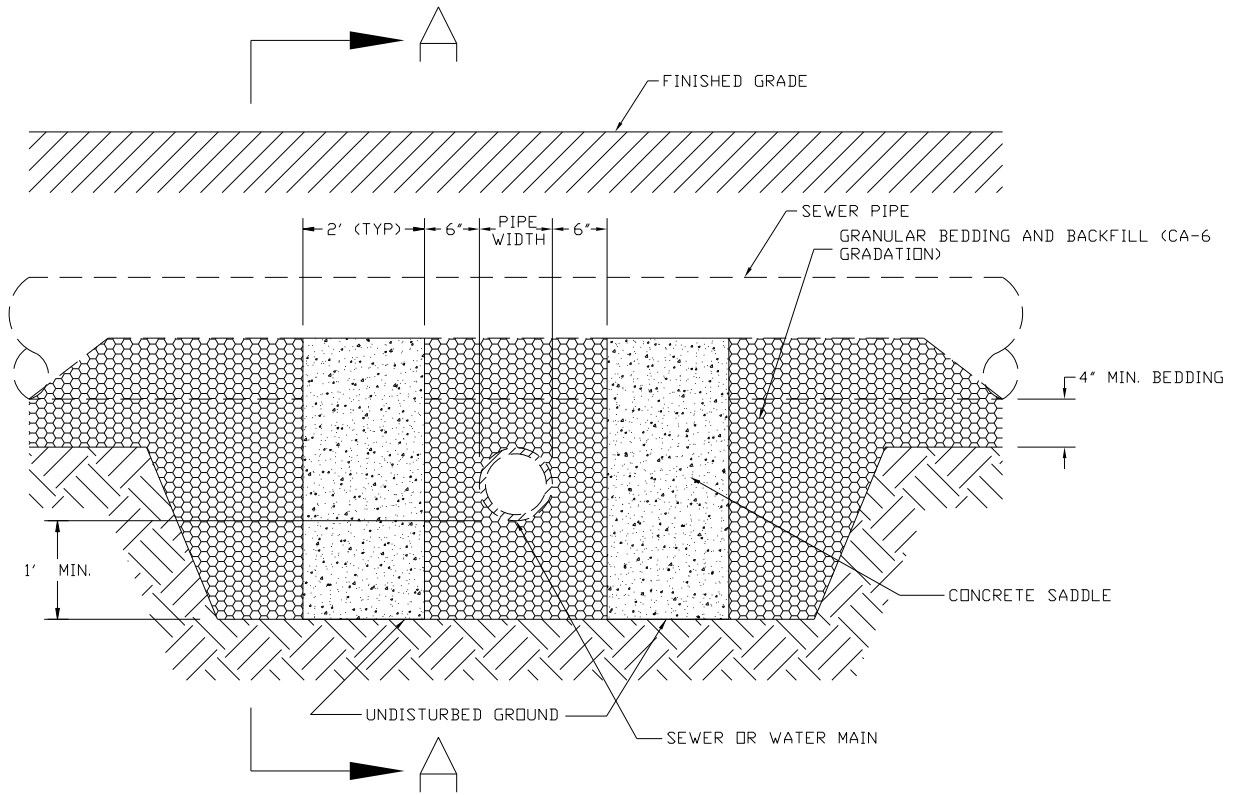 A
FINISHED GRADE
2' (TYP)
6"
PIPE
WIDTH
6"
SEWER PIPE
GRANULAR BEDDING AND BACKFILL (CA-6
GRADATION)
4" MIN. BEDDING
1' MIN.
CONCRETE SADDLE
UNDISTURBED GROUND
SEWER OR WATER MAIN
A